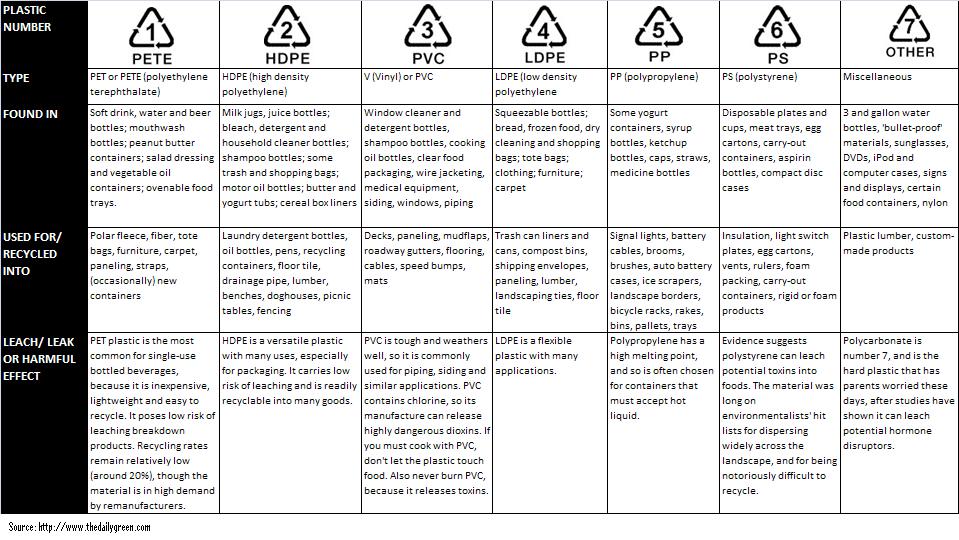 PLASTIC
NUMBER
1
PETE
2
HDPE
3
PVC
4
LDPE
5
PP
6
PS
7
OTHER
TYPE
PET or PETE (polyethylene
terephthalate)
HDPE (high density
polyethylene)
V (Vinyl) or PVC
LDPE (low density
polyethylene
PP (polypropylene)
PS (polystyrene)
Miscellaneous
FOUND IN
Soft drink, water and beer
bottles; mouthwash
bottles; peanut butter
containers; salad dressing
and vegetable oil
containers; ovenable food
trays.
Milk jugs, juice bottles;
bleach, detergent and
household cleaner bottles;
shampoo bottles; some
trash and shopping bags;
motor oil bottles; butter and
yogurt tubs; cereal box liners
Window cleaner and
detergent bottles,
shampoo bottles, cooking
oil bottles, clear food
packaging, wire jacketing,
medical equipment,
siding, windows, piping
Squeezable bottles;
bread, frozen food, dry
cleaning and shopping
bags; tote bags;
clothing; furniture;
carpet
Some yogurt
containers, syrup
bottles, ketchup
bottles, caps, straws,
medicine bottles
Disposable plates and
cups, meat trays, egg
cartons, carry-out
containers, aspirin
bottles, compact disc
cases
3 and gallon water
bottles, 'bullet-proof'
materials, sunglasses,
DVDs, iPod and
computer cases, signs
and displays, certain
food containers, nylon
USED FOR/
RECYCLED
INTO
Polar fleece, fiber, tote
bags, furniture, carpet,
paneling, straps,
(occasionally) new
containers
Laundry detergent bottles,
oil bottles, pens, recycling
containers, floor tile,
drainage pipe, lumber,
benches, doghouses, picnic
tables, fencing
Decks, paneling, mudflaps,
roadway gutters, flooring,
cables, speed bumps,
mats
Trash can liners and
cans, compost bins,
shipping envelopes,
paneling, lumber,
landscaping ties, floor
tile
Signal lights, battery
cables, brooms,
brushes, auto battery
cases, ice scrapers,
landscape borders,
bicycle racks, rakes,
bins, pallets, trays
Insulation, light switch
plates, egg cartons,
vents, rulers, foam
packing, carry-out
containers, rigid or foam
products
Plastic lumber, custom-
made products
LEACH/ LEAK
OR HARMFUL
EFFECT
PET plastic is the most
common for single-use
bottled beverages,
because it is inexpensive,
lightweight and easy to
recycle. It poses low risk of
leaching breakdown
products. Recycling rates
remain relatively low
(around 20%), though the
material is in high demand
by remanufacturers.
HDPE is a versatile plastic
with many uses, especially
for packaging. It carries low
risk of leaching and is readily
recyclable into many goods.
PVC is tough and weathers
well, so it is commonly
used for piping, siding and
similar applications. PVC
contains chlorine, so its
manufacture can release
highly dangerous dioxins. If
you must cook with PVC,
don't let the plastic touch
food. Also never burn PVC,
because it releases toxins.
LDPE is a flexible
plastic with many
applications.
Polypropylene has a
high melting point,
and so is often chosen
for containers that
must accept hot
liquid.
Evidence suggests
polystyrene can leach
potential toxins into
foods. The material was
long on
environmentalists' hit
lists for dispersing
widely across the
landscape, and for being
notoriously difficult to
recycle.
Polycarbonate is
number 7, and is the
hard plastic that has
parents worried these
days, after studies have
shown it can leach
potential hormone
disruptors.
Source: http://www.thedailygreen.com